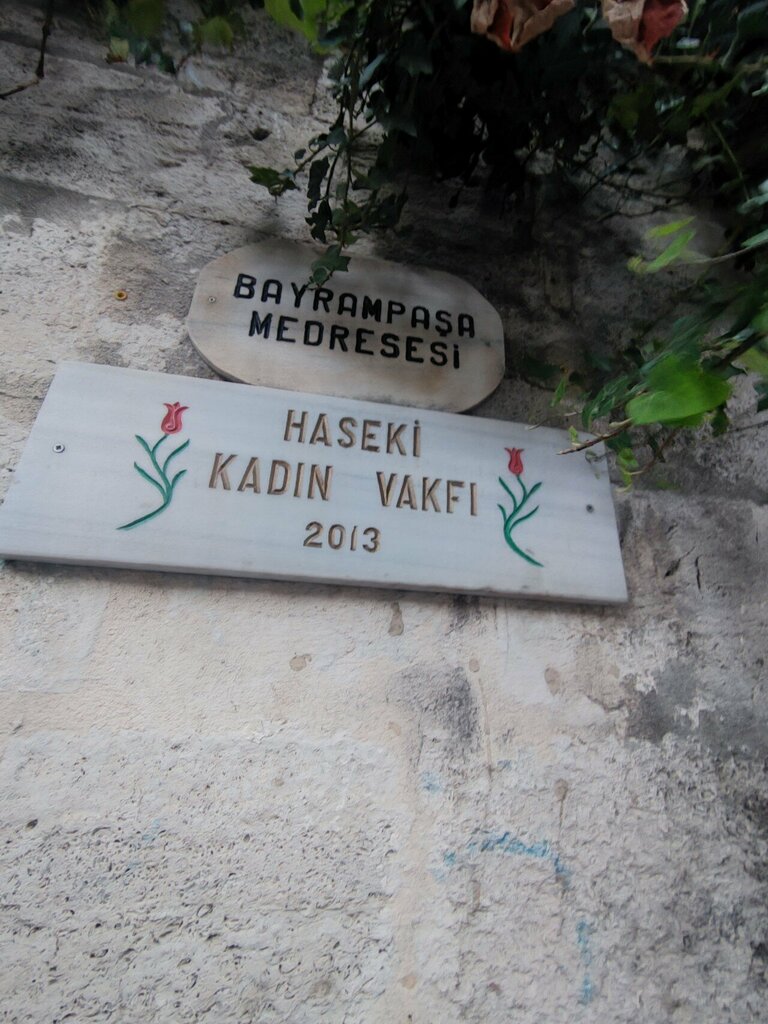 BAYRAMPAŞA
MEDRESESİ
HASEKİ
KADIN VAKFI
2013